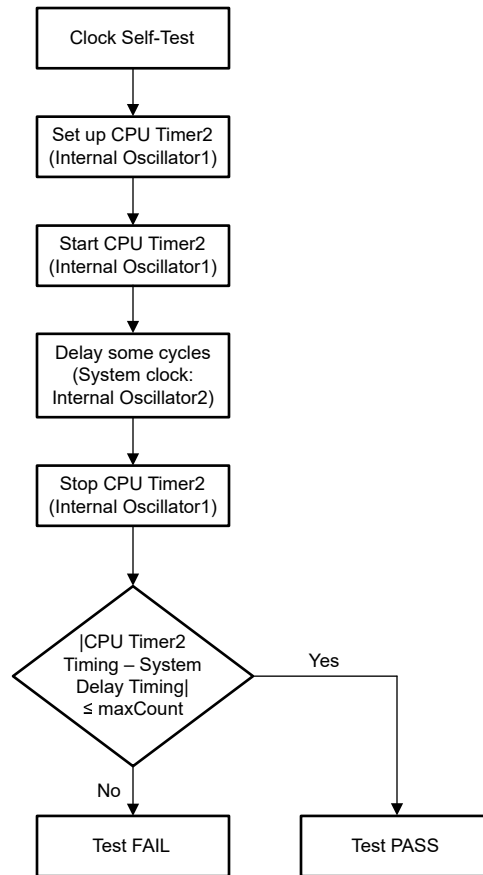 Clock Self-Test
Set up CPU Timer2
(Internal Oscillator1)
Start CPU Timer2
(Internal Oscillator1)
Delay some cycles
(System clock:
Internal Oscillator2)
Stop CPU Timer2
(Internal Oscillator1)
|CPU Timer2
Timing – System
Delay Timing|
≤ maxCount
Yes
No
Test FAIL
Test PASS